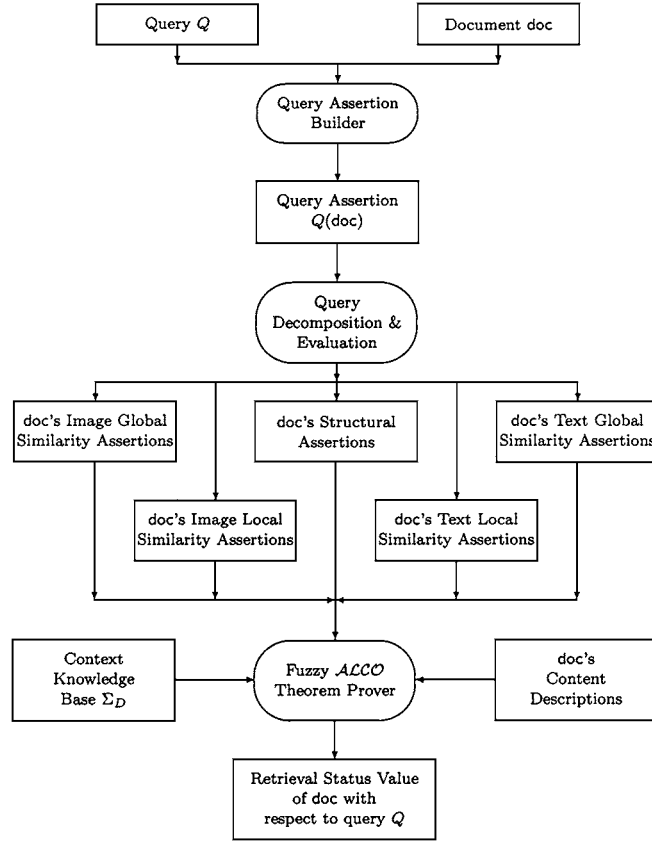 Query Q
Document doc
Query Assertion
Builder
Query Assertion
Q(doc)
Query
Decomposition &
Evaluation
doc's Image Global
Similarity Assertions
doc's Structural
Assertions
doc's Text Global
Similarity Assertions
doc's Image Local
Similarity Assertions
doc's Text Local
Similarity Assertions
Context
Knowledge
Base Σ_D
Fuzzy 𝒜ℒ𝒞𝒪
Theorem Prover
doc's
Content
Descriptions
Retrieval Status Value
of doc with
respect to query Q